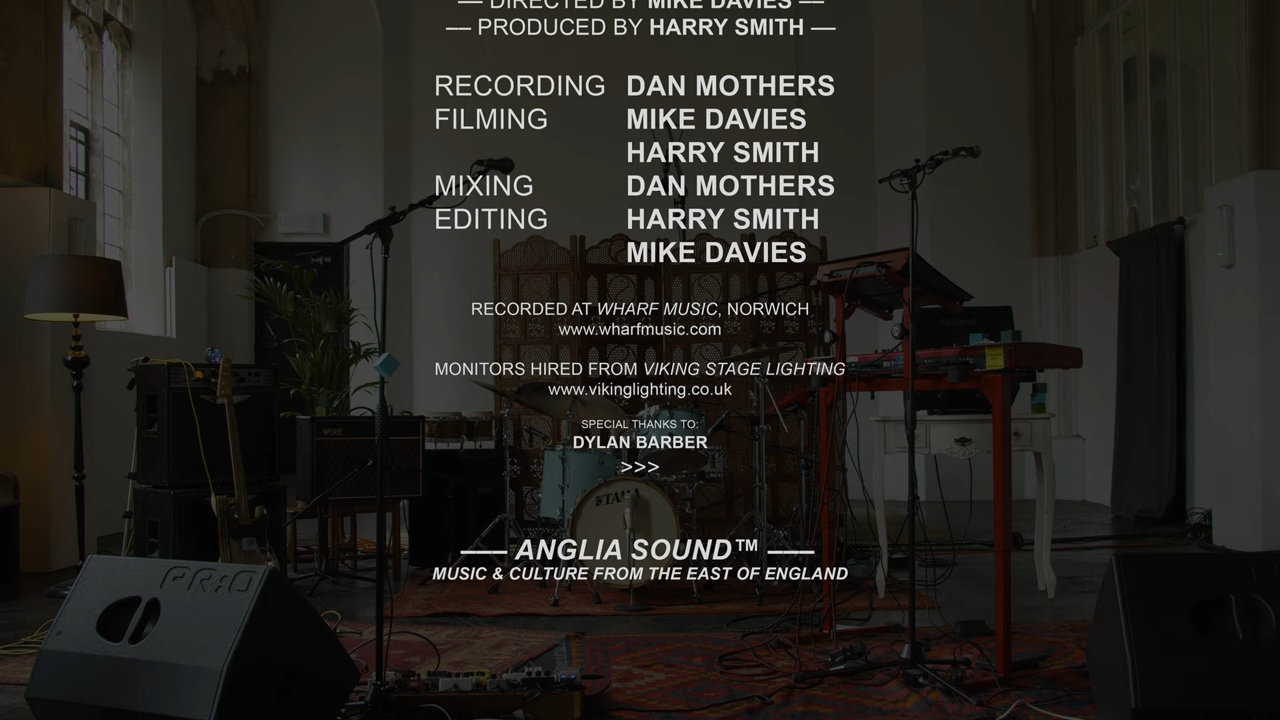 — DIRECTED BY MIKE DAVIES —
— PRODUCED BY HARRY SMITH —
RECORDING DAN MOTHERS
FILMING MIKE DAVIES
HARRY SMITH
MIXING DAN MOTHERS
EDITING HARRY SMITH
MIKE DAVIES
RECORDED AT WHARF MUSIC, NORWICH
www.wharfmusic.com
MONITORS HIRED FROM VIKING STAGE LIGHTING
www.vikinglighting.co.uk
SPECIAL THANKS TO:
DYLAN BARBER
>>>
TAMA
VOX
—— ANGLIA SOUND™ ——
MUSIC & CULTURE FROM THE EAST OF ENGLAND